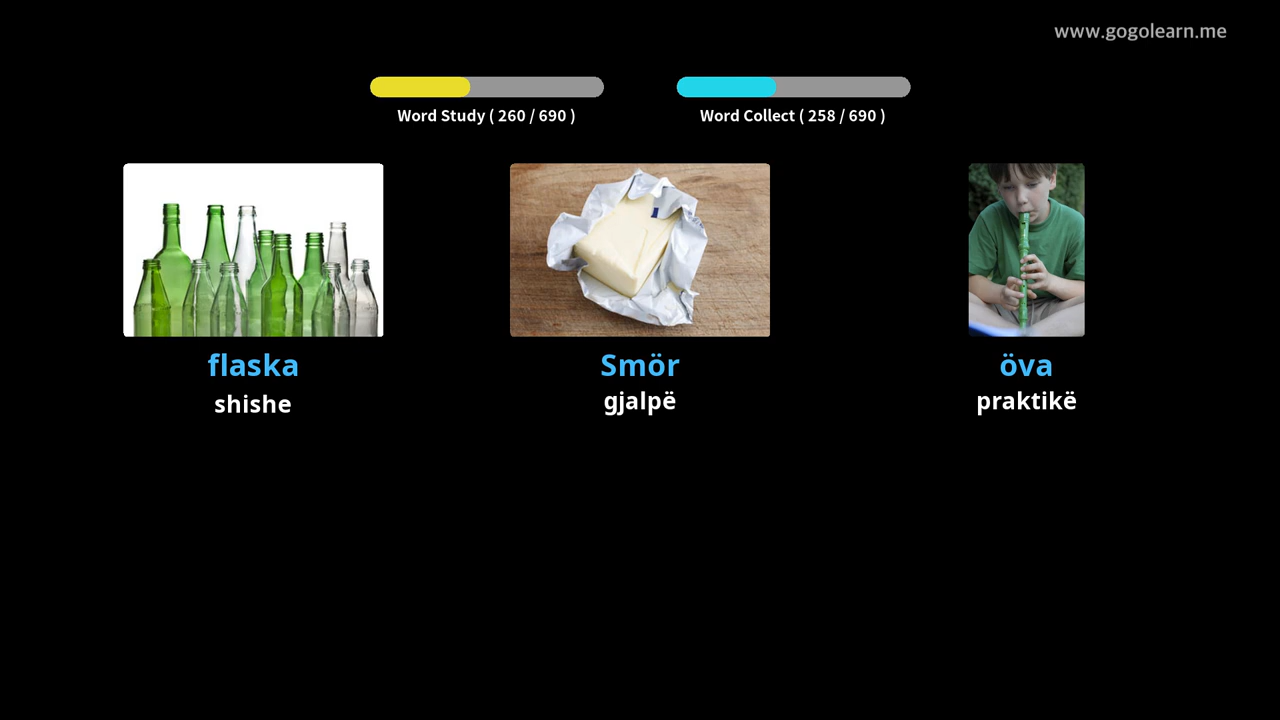 www.gogolearn.me
Word Study ( 260 / 690 )
Word Collect ( 258 / 690 )
flaska
shishe
Smör
gjalpë
öva
praktikë